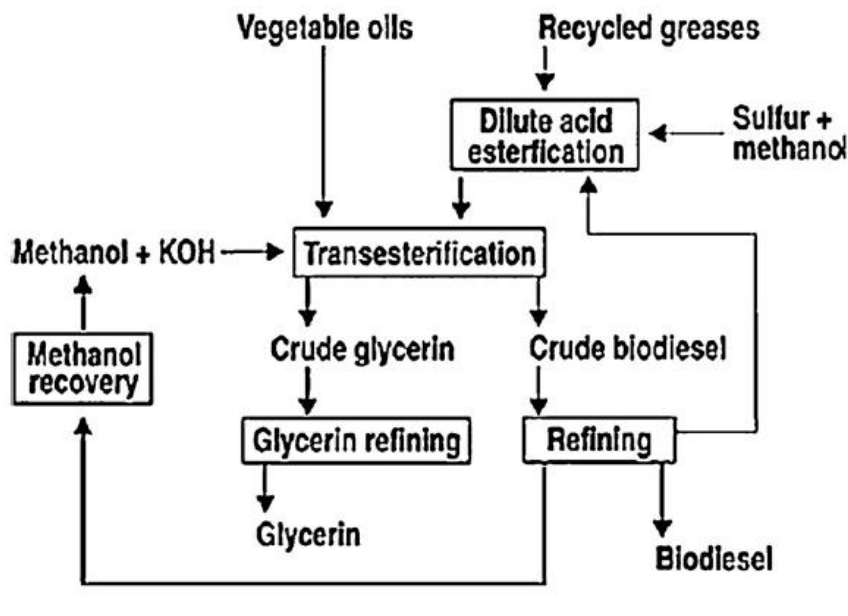 Vegetable oils
Recycled greases
Dilute acid
esterfication
Sulfur +
methanol
Methanol + KOH
Transesterification
Methanol
recovery
Crude glycerin
Crude biodiesel
Glycerin refining
Refining
Glycerin
Biodiesel